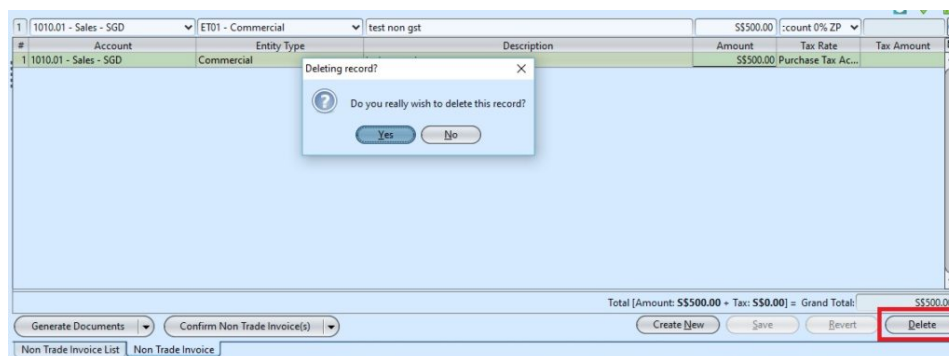 1 1010.01 - Sales - SGD ET01 - Commercial test non gst S$500.00 :count 0% ZP
# Account Entity Type Description Amount Tax Rate Tax Amount
1 1010.01 - Sales - SGD Commercial S$500.00 Purchase Tax Ac...
Deleting record?
Do you really wish to delete this record?
Yes No
Total [Amount: S$500.00 + Tax: S$0.00] = Grand Total: S$500.00
Generate Documents Confirm Non Trade Invoice(s) Create New Save Revert Delete
Non Trade Invoice List Non Trade Invoice